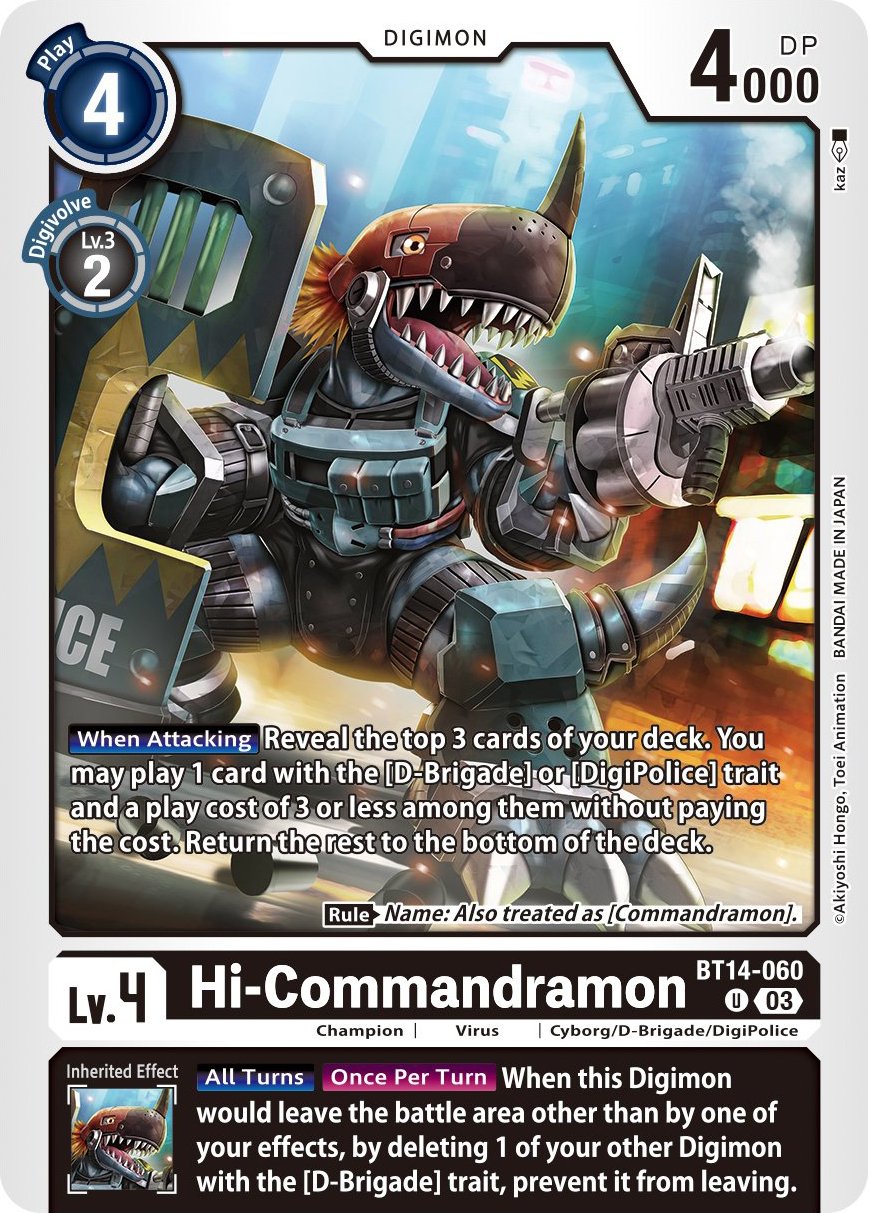 DIGIMON
Play
4
DP
4000
Digivolve
Lv.3
2
kaz
ICE
BANDAI MADE IN JAPAN
©Akiyoshi Hongo, Toei Animation
When Attacking Reveal the top 3 cards of your deck. You
may play 1 card with the [D-Brigade] or [DigiPolice] trait
and a play cost of 3 or less among them without paying
the cost. Return the rest to the bottom of the deck.
Rule Name: Also treated as [Commandramon].
Lv.4
Hi-Commandramon
BT14-060
U 03
Champion | Virus | Cyborg/D-Brigade/DigiPolice
Inherited Effect
All Turns Once Per Turn When this Digimon
would leave the battle area other than by one of
your effects, by deleting 1 of your other Digimon
with the [D-Brigade] trait, prevent it from leaving.